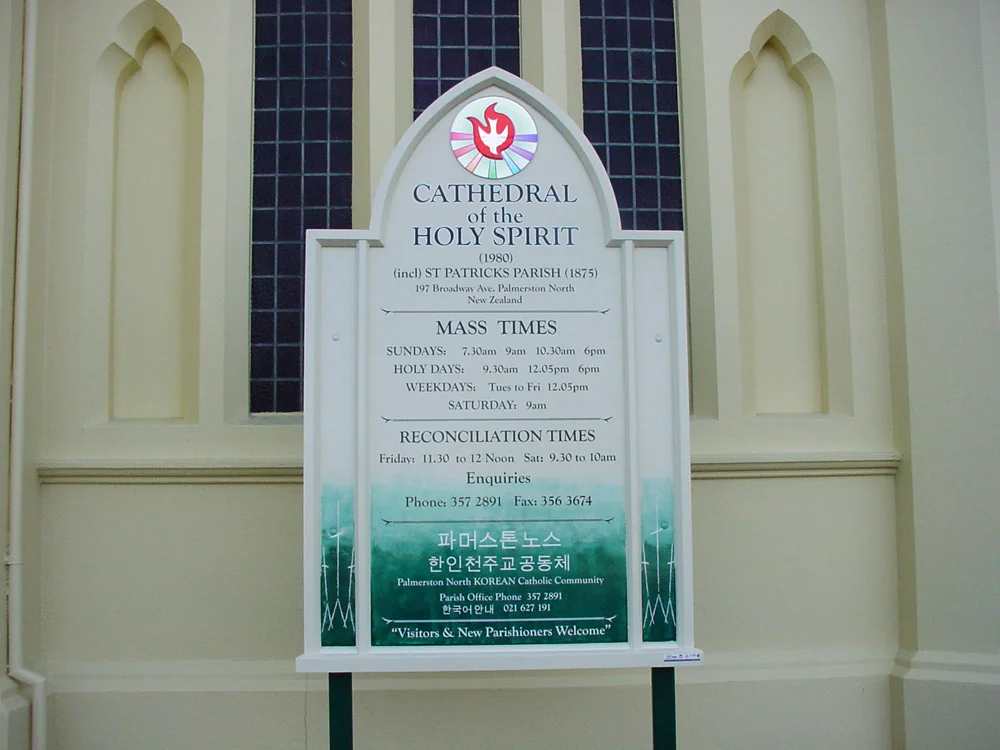 CATHEDRAL
of the
HOLY SPIRIT
(1980)
(incl) ST PATRICKS PARISH (1875)
197 Broadway Ave. Palmerston North
New Zealand
MASS TIMES
SUNDAYS: 7.30am 9am 10.30am 6pm
HOLY DAYS: 9.30am 12.05pm 6pm
WEEKDAYS: Tues to Fri 12.05pm
SATURDAY: 9am
RECONCILIATION TIMES
Friday: 11.30 to 12 Noon Sat: 9.30 to 10am
Enquiries
Phone: 357 2891 Fax: 356 3674
파머스톤노스
한인천주교공동체
Palmerston North KOREAN Catholic Community
Parish Office Phone 357 2891
한국어안내 021 627 191
"Visitors & New Parishioners Welcome"